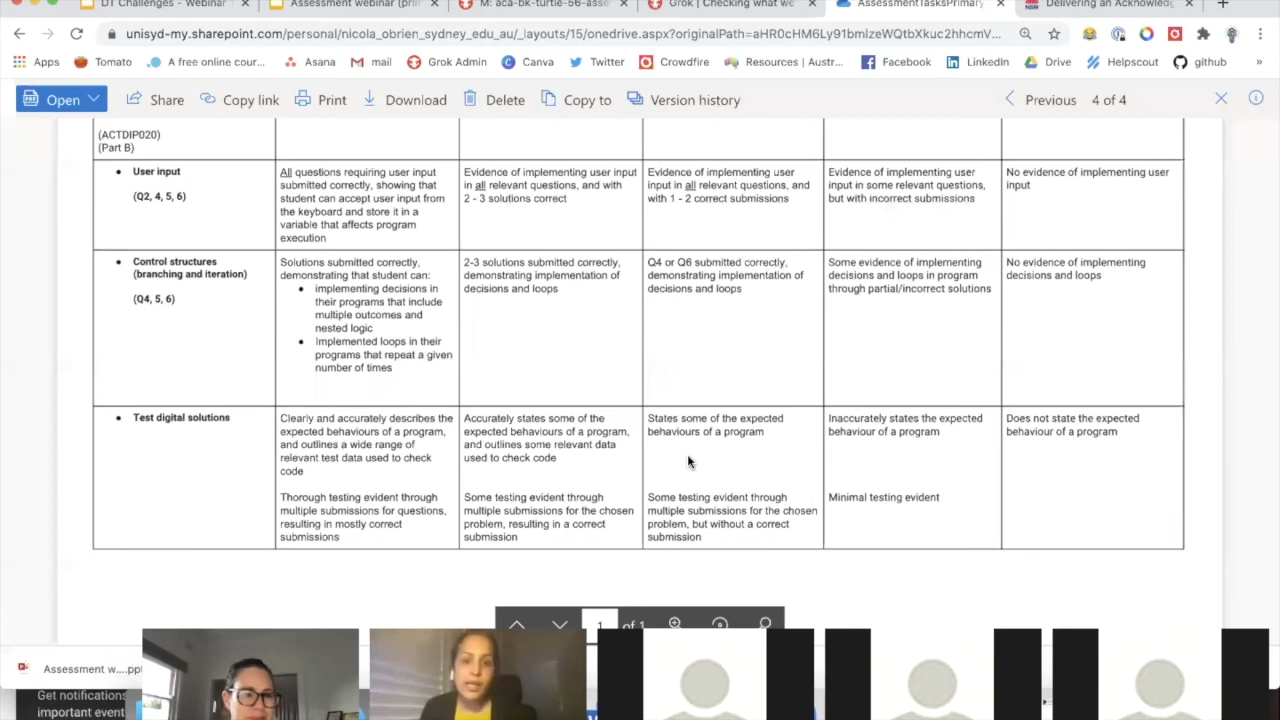 DT Challenges - Webinar
Assessment webinar (pri
M: aca-bk-turtle-56-asse
Grok | Checking what we
AssessmentTasksPrimary
Delivering an Acknowledg
unisyd-my.sharepoint.com/personal/nicola_obrien_sydney_edu_au/_layouts/15/onedrive.aspx?originalPath=aHR0cHM6Ly91bmlzeWQtbXkuc2hhcmV...
Apps Tomato A free online cour... Asana mail Grok Admin Canva Twitter Crowdfire Resources | Austr... Facebook LinkedIn Drive Helpscout github »
Open Share Copy link Print Download Delete Copy to Version history Previous 4 of 4
(ACTDIP020)
(Part B)
• User input
(Q2, 4, 5, 6)
All questions requiring user input
submitted correctly, showing that
student can accept user input from
the keyboard and store it in a
variable that affects program
execution
Evidence of implementing user input
in all relevant questions, and with
2 - 3 solutions correct
Evidence of implementing user
input in all relevant questions, and
with 1 - 2 correct submissions
Evidence of implementing user
input in some relevant questions,
but with incorrect submissions
No evidence of implementing user
input
• Control structures
(branching and iteration)
(Q4, 5, 6)
Solutions submitted correctly,
demonstrating that student can:
• implementing decisions in
their programs that include
multiple outcomes and
nested logic
• Implemented loops in their
programs that repeat a given
number of times
2-3 solutions submitted correctly,
demonstrating implementation of
decisions and loops
Q4 or Q6 submitted correctly,
demonstrating implementation of
decisions and loops
Some evidence of implementing
decisions and loops in program
through partial/incorrect solutions
No evidence of implementing
decisions and loops
• Test digital solutions
Clearly and accurately describes the
expected behaviours of a program,
and outlines a wide range of
relevant test data used to check
code
Thorough testing evident through
multiple submissions for questions,
resulting in mostly correct
submissions
Accurately states some of the
expected behaviours of a program,
and outlines some relevant data
used to check code
Some testing evident through
multiple submissions for the chosen
problem, resulting in a correct
submission
States some of the expected
behaviours of a program
Some testing evident through
multiple submissions for the chosen
problem, but without a correct
submission
Inaccurately states the expected
behaviour of a program
Minimal testing evident
Does not state the expected
behaviour of a program
1 of 1
Assessment w....ppt
Get notifications
important event